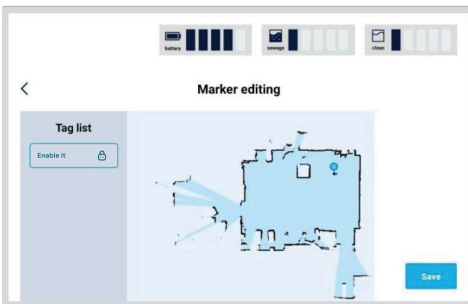 battery
sewage
clean
Marker editing
Tag list
Enable it
Save